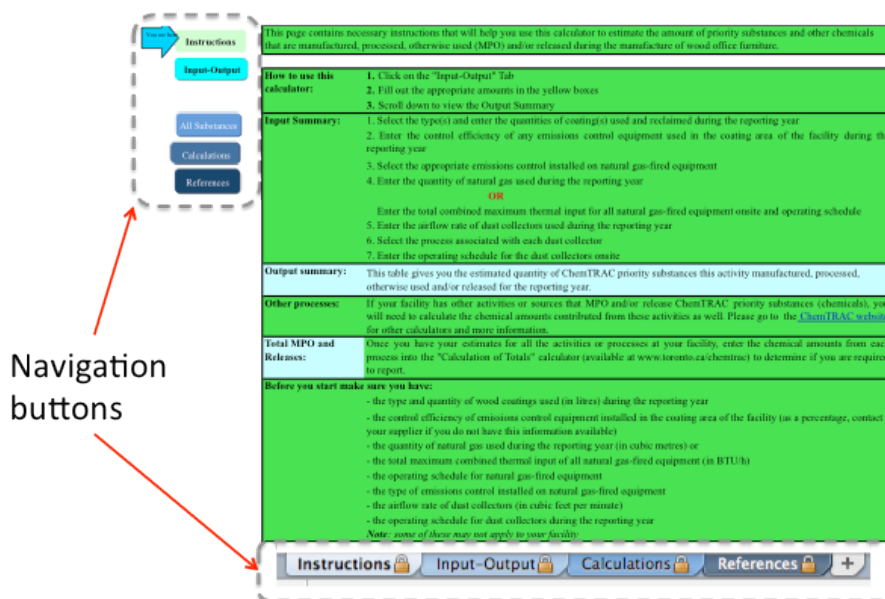 You are here
Instructions
Input-Output
All Substances
Calculations
References
Navigation
buttons
This page contains necessary instructions that will help you use this calculator to estimate the amount of priority substances and other chemicals
that are manufactured, processed, otherwise used (MPO) and/or released during the manufacture of wood office furniture.
How to use this
calculator:
1. Click on the "Input-Output" Tab
2. Fill out the appropriate amounts in the yellow boxes
3. Scroll down to view the Output Summary
Input Summary:
1. Select the type(s) and enter the quantities of coating(s) used and reclaimed during the reporting year
2. Enter the control efficiency of any emissions control equipment used in the coating area of the facility during th
reporting year
3. Select the appropriate emissions control installed on natural gas-fired equipment
4. Enter the quantity of natural gas used during the reporting year
OR
Enter the total combined maximum thermal input for all natural gas-fired equipment onsite and operating schedule
5. Enter the airflow rate of dust collectors used during the reporting year
6. Select the process associated with each dust collector
7. Enter the operating schedule for the dust collectors onsite
Output summary:
This table gives you the estimated quantity of ChemTRAC priority substances this activity manufactured, processed,
otherwise used and/or released for the reporting year.
Other processes:
If your facility has other activities or sources that MPO and/or release ChemTRAC priority substances (chemicals), you
will need to calculate the chemical amounts contributed from these activities as well. Please go to the ChemTRAC website
for other calculators and more information.
Total MPO and
Releases:
Once you have your estimates for all the activities or processes at your facility, enter the chemical amounts from eac
process into the "Calculation of Totals" calculator (available at www.toronto.ca/chemtrac) to determine if you are require
to report.
Before you start make sure you have:
- the type and quantity of wood coatings used (in litres) during the reporting year
- the control efficiency of emissions control equipment installed in the coating area of the facility (as a percentage, contact
your supplier if you do not have this information available)
- the quantity of natural gas used during the reporting year (in cubic metres) or
- the total maximum combined thermal input of all natural gas-fired equipment (in BTU/h)
- the operating schedule for natural gas-fired equipment
- the type of emissions control installed on natural gas-fired equipment
- the airflow rate of dust collectors (in cubic feet per minute)
- the operating schedule for dust collectors during the reporting year
Note: some of these may not apply to your facility
Instructions Input-Output Calculations References +